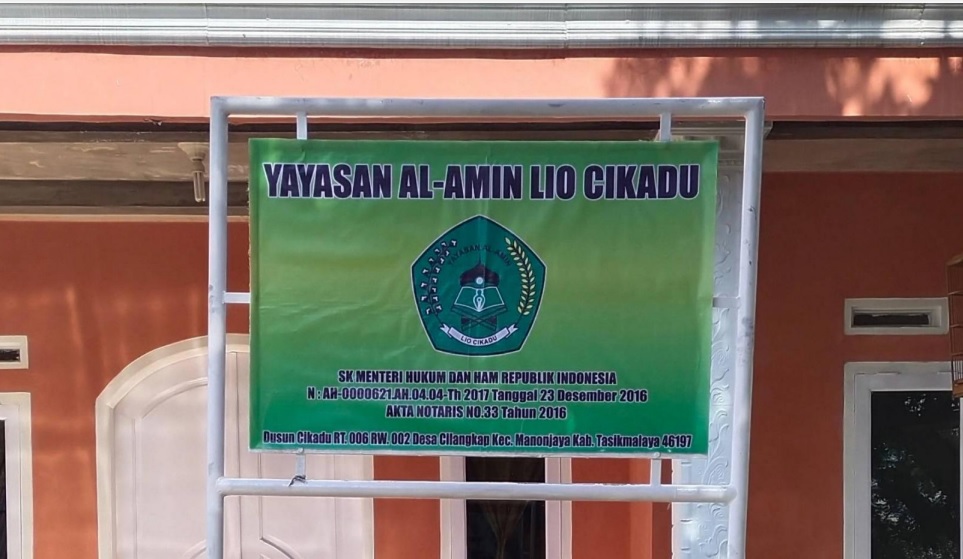 YAYASAN AL-AMIN LIO CIKADU
YAYASAN AL-AMIN
LIO CIKADU
SK MENTERI HUKUM DAN HAM REPUBLIK INDONESIA
N : AH-0000621.AH.04.04-Th 2017 Tanggal 23 Desember 2016
AKTA NOTARIS NO.33 Tahun 2016
Dusun Cikadu RT. 006 RW. 002 Desa Cilangkap Kec. Manonjaya Kab. Tasikmalaya 46197